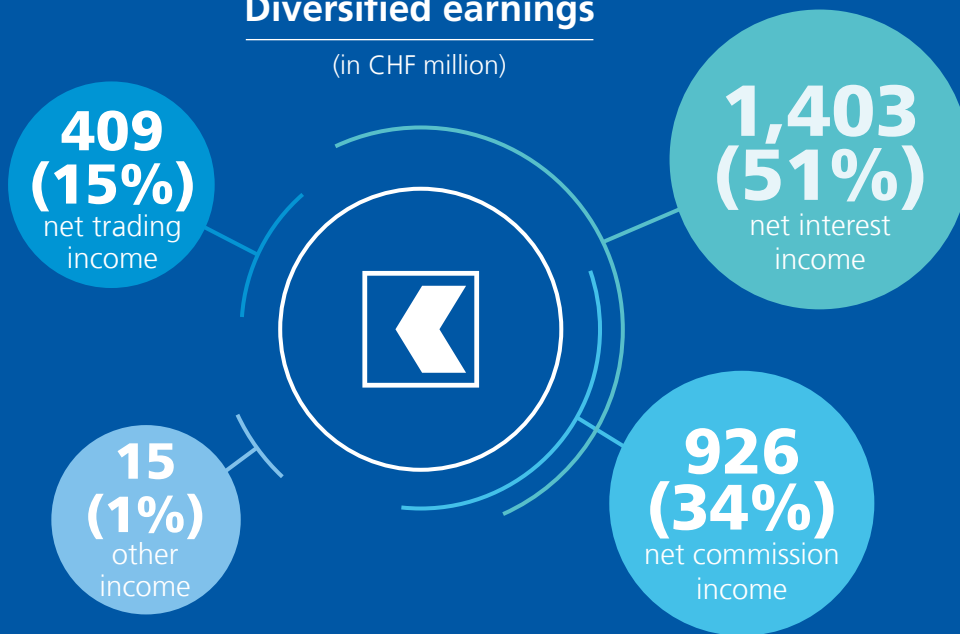 Diversified earnings
(in CHF million)
409
(15%)
net trading
income
1,403
(51%)
net interest
income
15
(1%)
other
income
926
(34%)
net commission
income